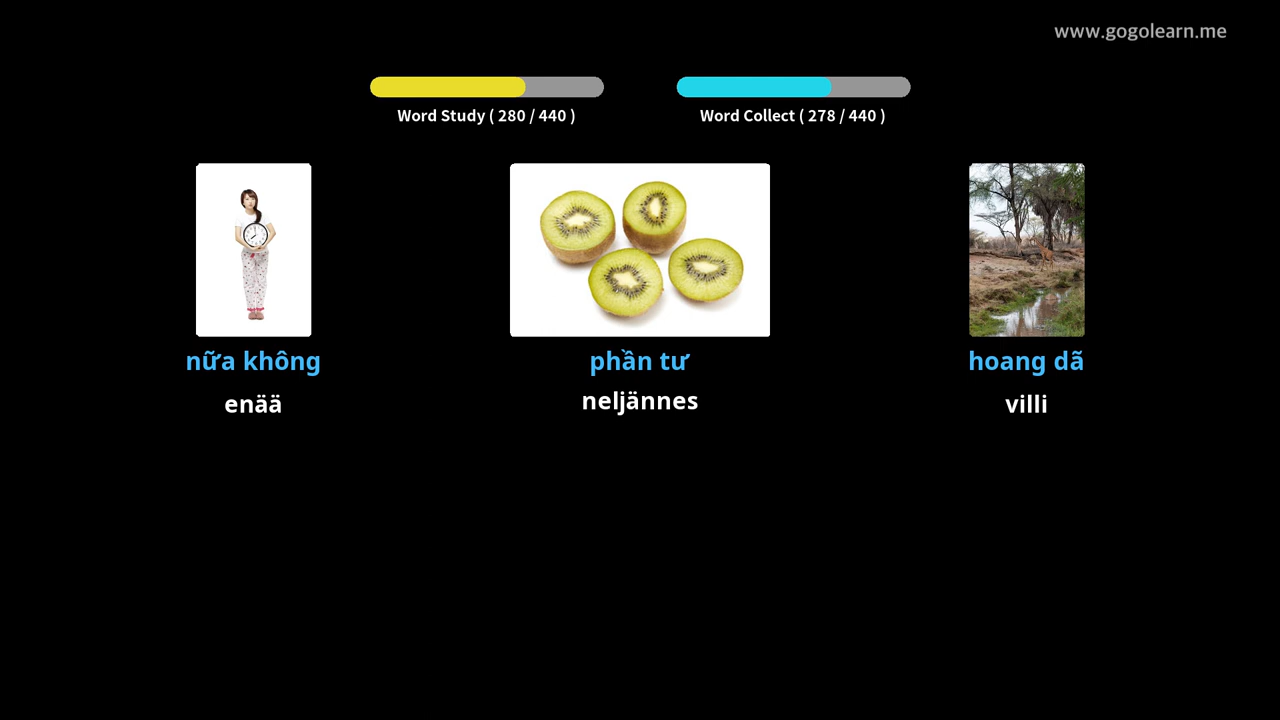 www.gogolearn.me
Word Study ( 280 / 440 )
Word Collect ( 278 / 440 )
nữa không
phần tư
hoang dã
enää
neljännes
villi